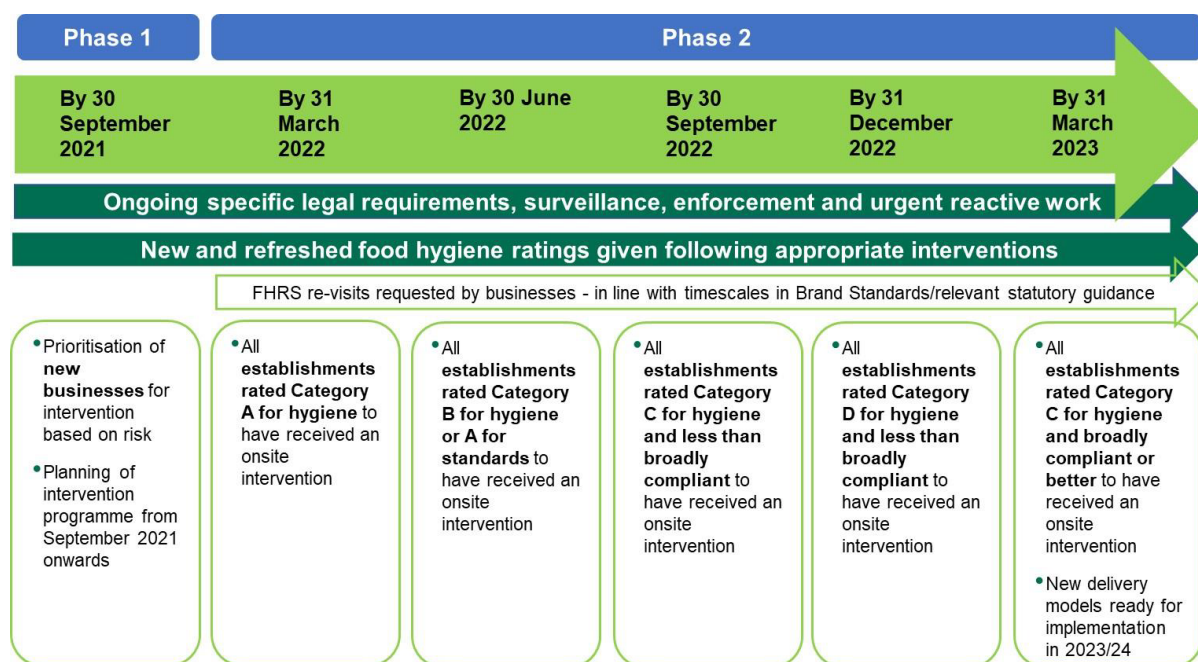 Phase 1
Phase 2
By 30
September
2021
By 31
March
2022
By 30 June
2022
By 30
September
2022
By 31
December
2022
By 31
March
2023
Ongoing specific legal requirements, surveillance, enforcement and urgent reactive work
New and refreshed food hygiene ratings given following appropriate interventions
FHRS re-visits requested by businesses - in line with timescales in Brand Standards/relevant statutory guidance
•Prioritisation of
new
businesses for
intervention
based on risk
•Planning of
intervention
programme from
September 2021
onwards
•All
establishments
rated Category
A for hygiene to
have received an
onsite
intervention
•All
establishments
rated Category
B for hygiene
or A for
standards to
have received an
onsite
intervention
•All
establishments
rated Category
C for hygiene
and less than
broadly
compliant to
have received an
onsite
intervention
•All
establishments
rated Category
D for hygiene
and less than
broadly
compliant to
have received an
onsite
intervention
•All
establishments
rated Category
C for hygiene
and broadly
compliant or
better to have
received an
onsite
intervention
•New delivery
models ready for
implementation
in 2023/24